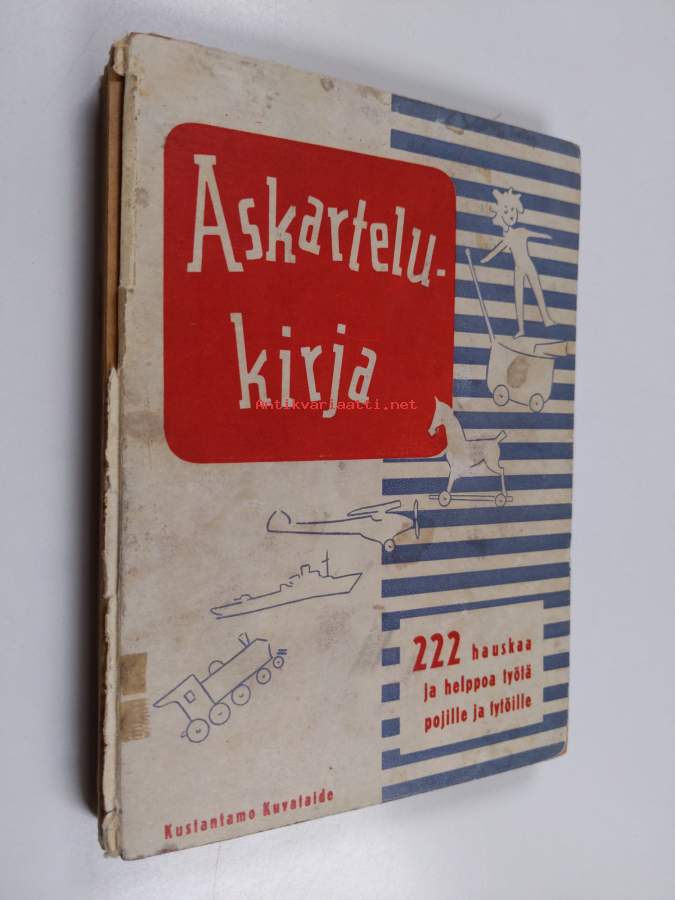 Askartelu-
kirja
Antikvariaatti.net
222 hauskaa
ja helppoa työtä
pojille ja tytöille
Kustantamo Kuvataide